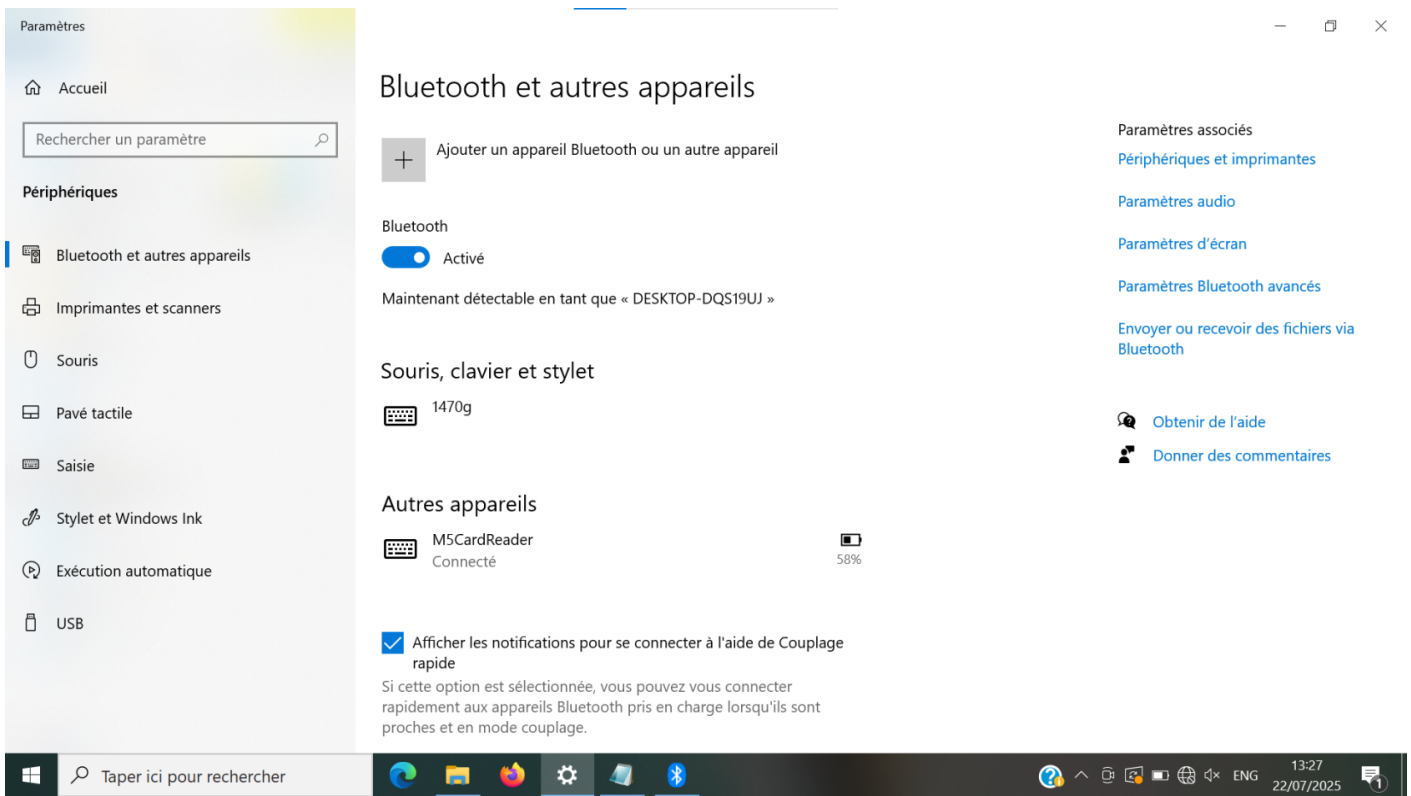 Paramètres
Accueil
Rechercher un paramètre
Périphériques
Bluetooth et autres appareils
Imprimantes et scanners
Souris
Pavé tactile
Saisie
Stylet et Windows Ink
Exécution automatique
USB
Bluetooth et autres appareils
Ajouter un appareil Bluetooth ou un autre appareil
Bluetooth
Activé
Maintenant détectable en tant que « DESKTOP-DQS19UJ »
Souris, clavier et stylet
1470g
Autres appareils
M5CardReader
Connecté
58%
Afficher les notifications pour se connecter à l'aide de Couplage
rapide
Si cette option est sélectionnée, vous pouvez vous connecter
rapidement aux appareils Bluetooth pris en charge lorsqu'ils sont
proches et en mode couplage.
Paramètres associés
Périphériques et imprimantes
Paramètres audio
Paramètres d'écran
Paramètres Bluetooth avancés
Envoyer ou recevoir des fichiers via
Bluetooth
Obtenir de l'aide
Donner des commentaires
Taper ici pour rechercher
ENG
13:27
22/07/2025
1